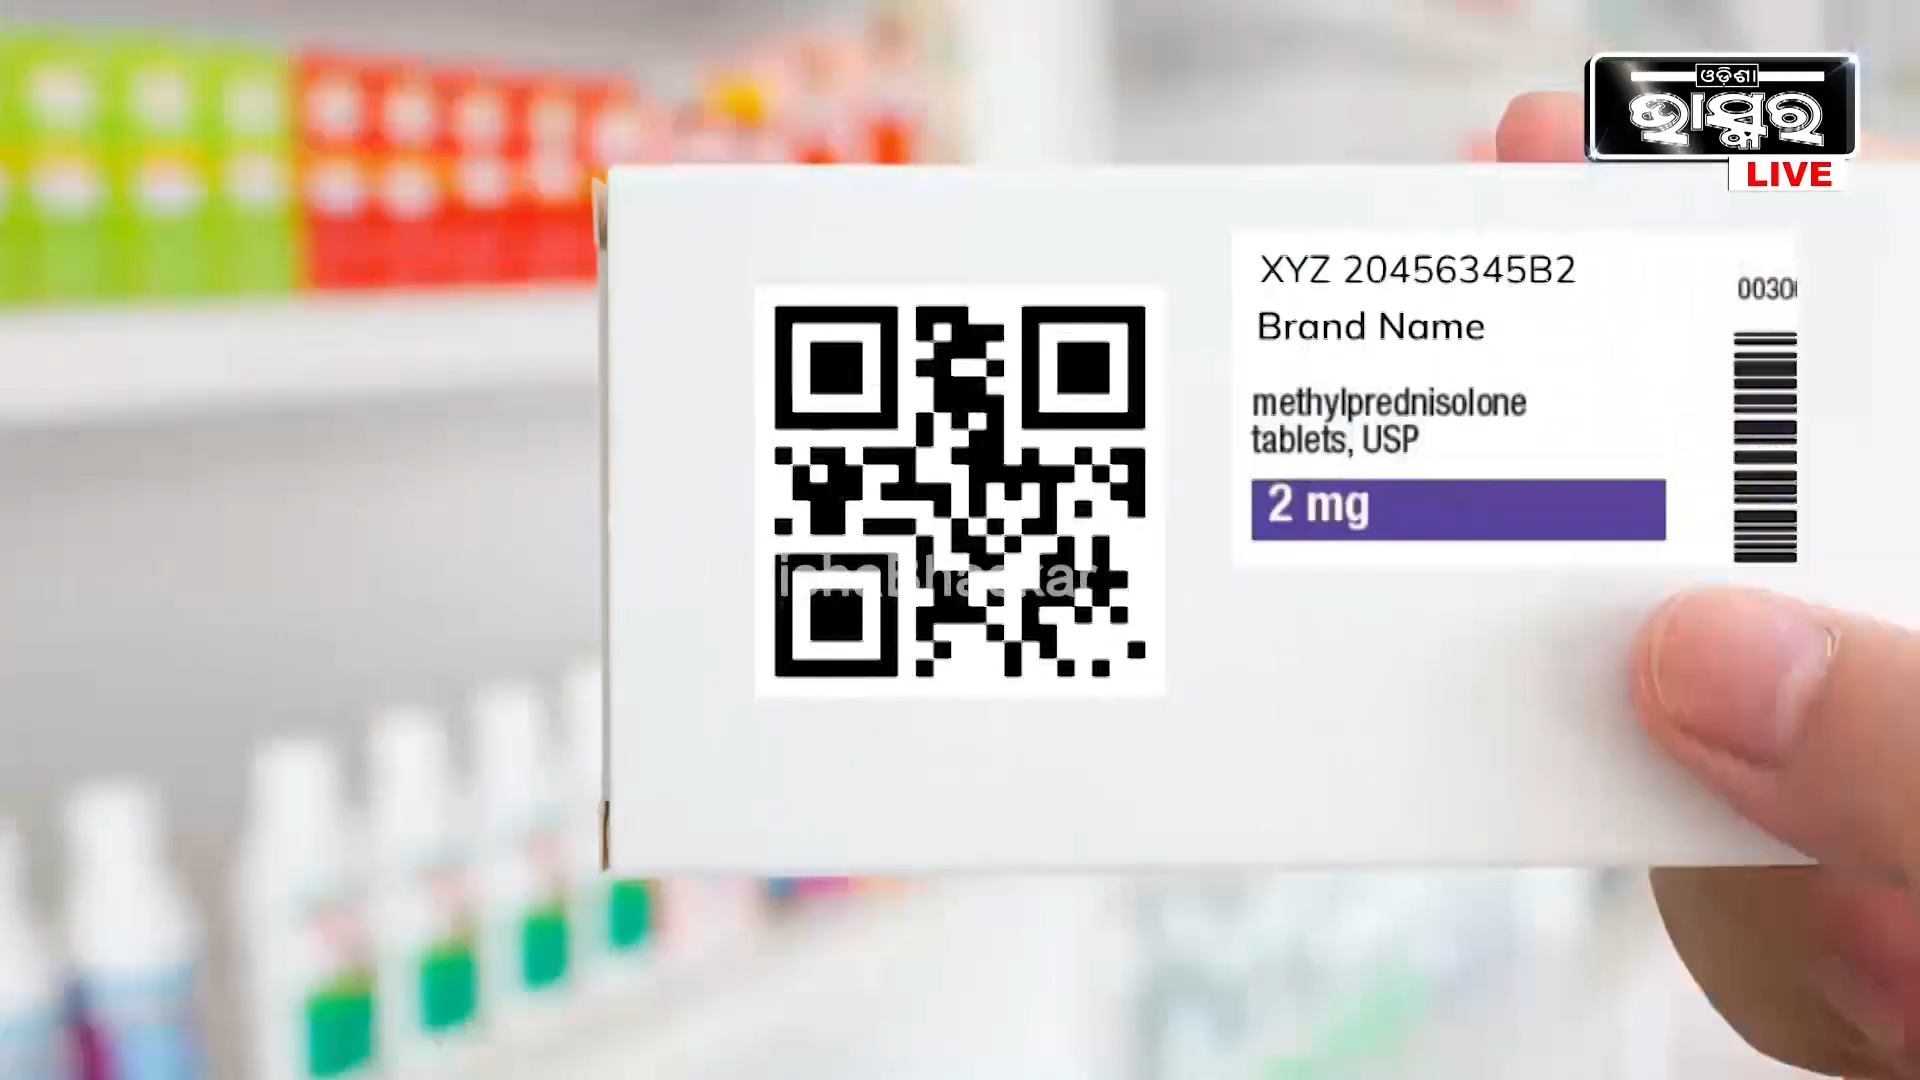 ଓଡ଼ିଶା
ଭାସ୍କର
LIVE
XYZ 20456345B2
Brand Name
methylprednisolone
tablets, USP
2 mg